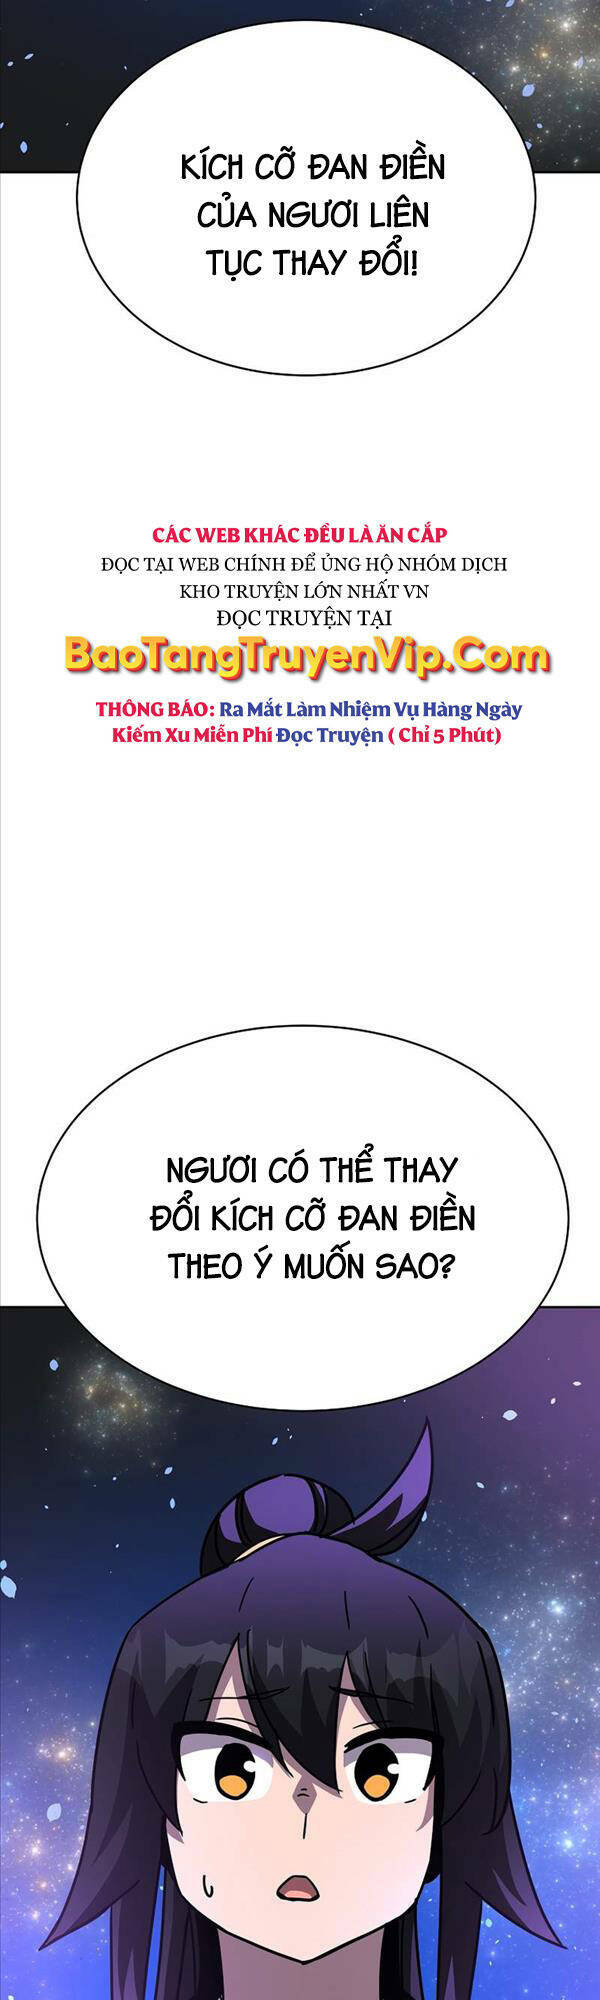 KÍCH CỠ ĐAN ĐIỀN
CỦA NGƯƠI LIÊN
TỤC THAY ĐỔI!
CÁC WEB KHÁC ĐỀU LÀ ĂN CẮP
ĐỌC TẠI WEB CHÍNH ĐỂ ỦNG HỘ NHÓM DỊCH
KHO TRUYỆN LỚN NHẤT VN
ĐỌC TRUYỆN TẠI
BaoTangTruyenVip.Com
THÔNG BÁO: Ra Mắt Làm Nhiệm Vụ Hàng Ngày
Kiếm Xu Miễn Phí Đọc Truyện ( Chỉ 5 Phút)
NGƯƠI CÓ THỂ THAY
ĐỔI KÍCH CỠ ĐAN ĐIỀN
THEO Ý MUỐN SAO?